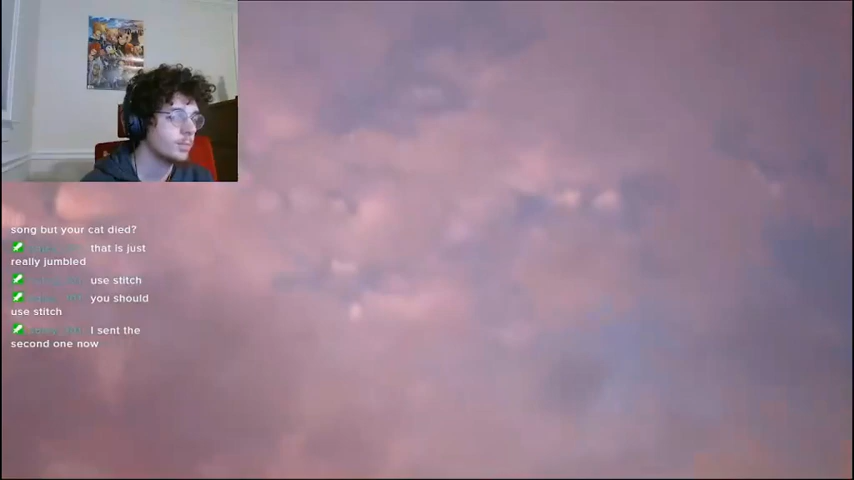 song but your cat died?
that is just
really jumbled
use stitch
you should
use stitch
I sent the
second one now